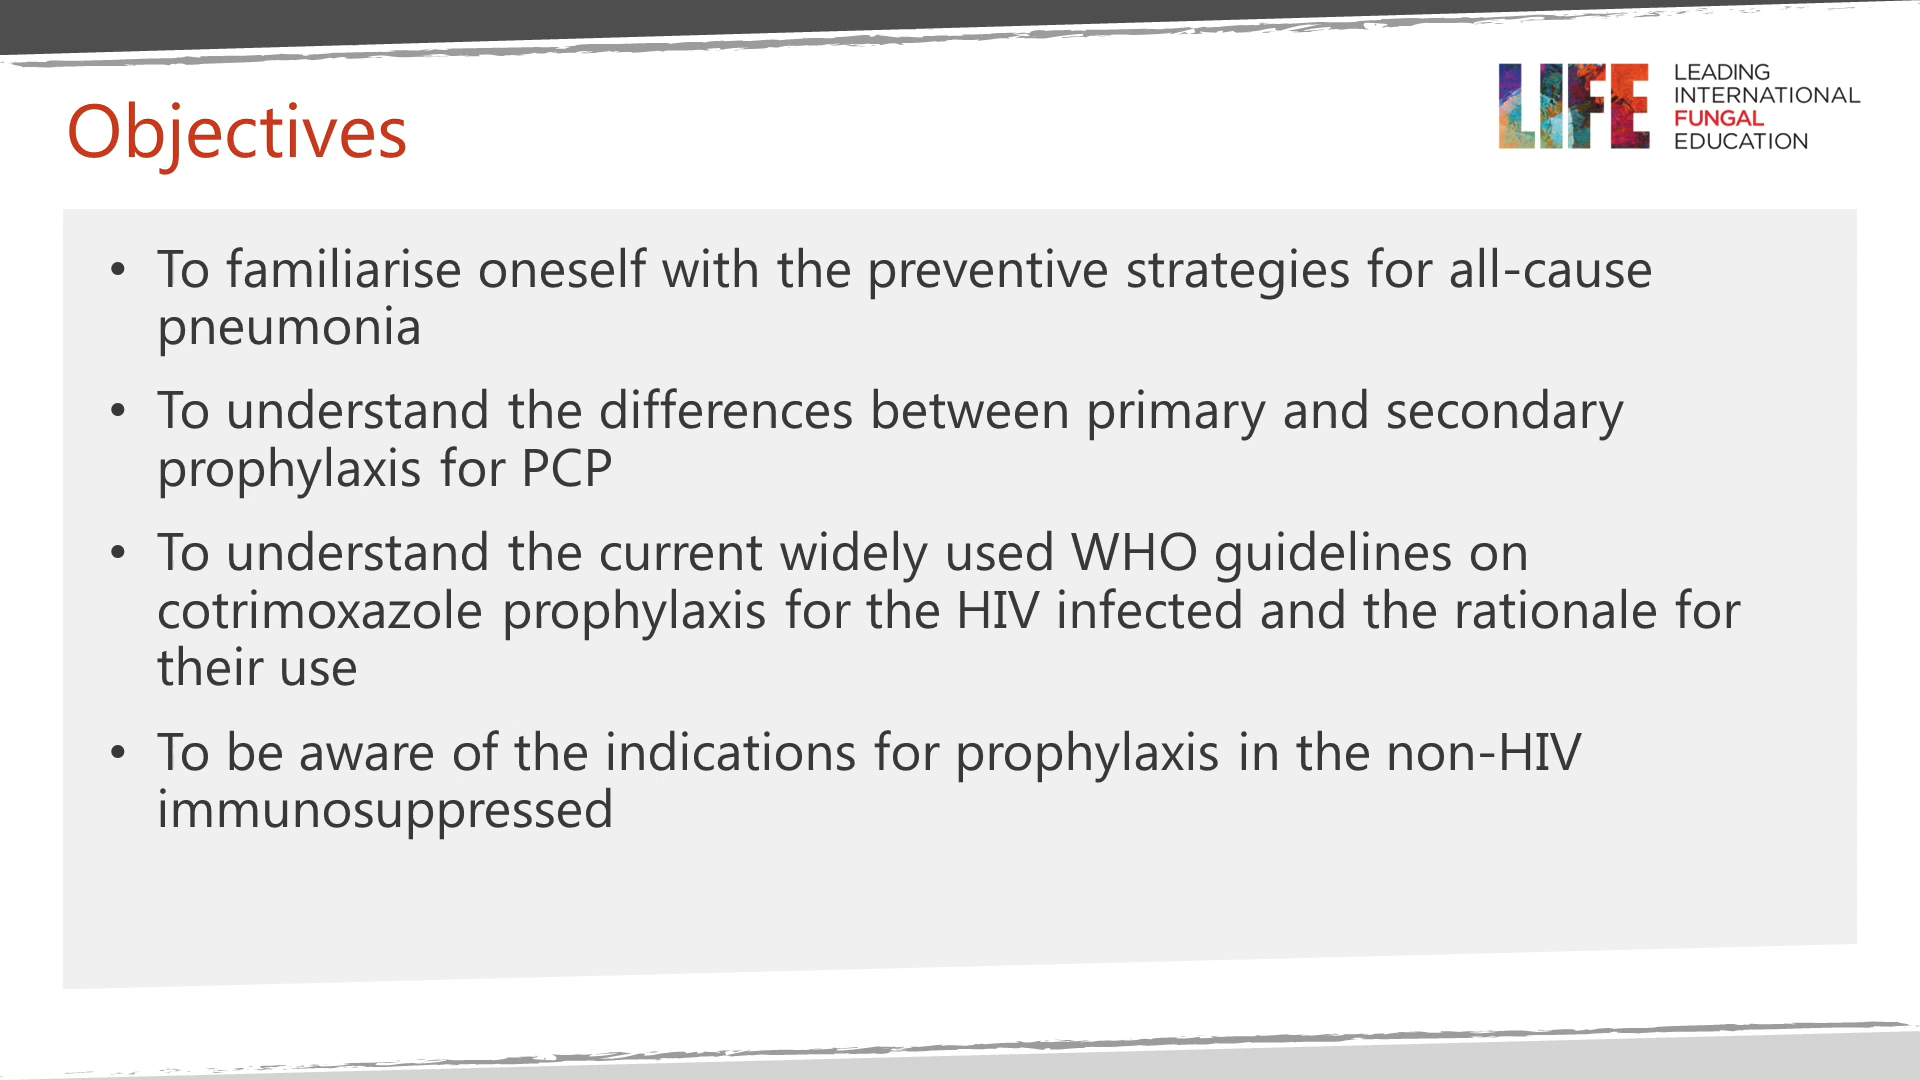 LIFE
LEADING
INTERNATIONAL
FUNGAL
EDUCATION
Objectives
• To familiarise oneself with the preventive strategies for all-cause
pneumonia
• To understand the differences between primary and secondary
prophylaxis for PCP
• To understand the current widely used WHO guidelines on
cotrimoxazole prophylaxis for the HIV infected and the rationale for
their use
• To be aware of the indications for prophylaxis in the non-HIV
immunosuppressed